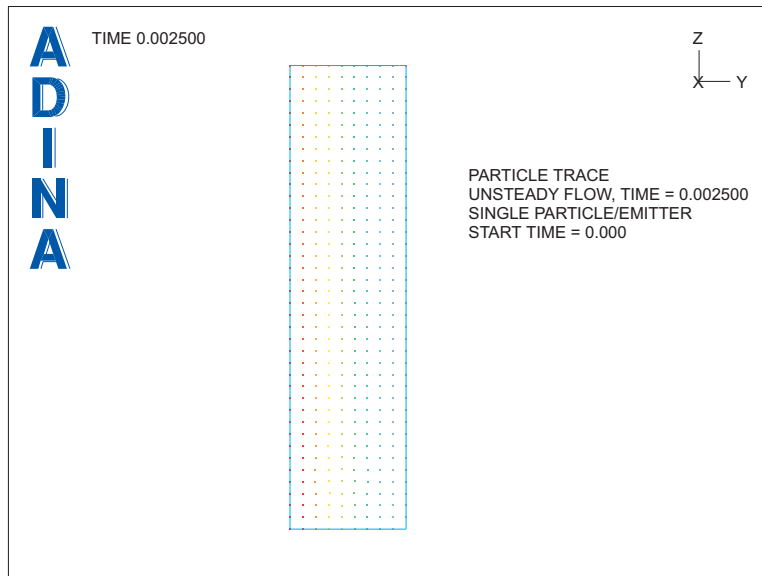 ADINA
TIME 0.002500
Z
X
Y
PARTICLE TRACE
UNSTEADY FLOW, TIME = 0.002500
SINGLE PARTICLE/EMITTER
START TIME = 0.000